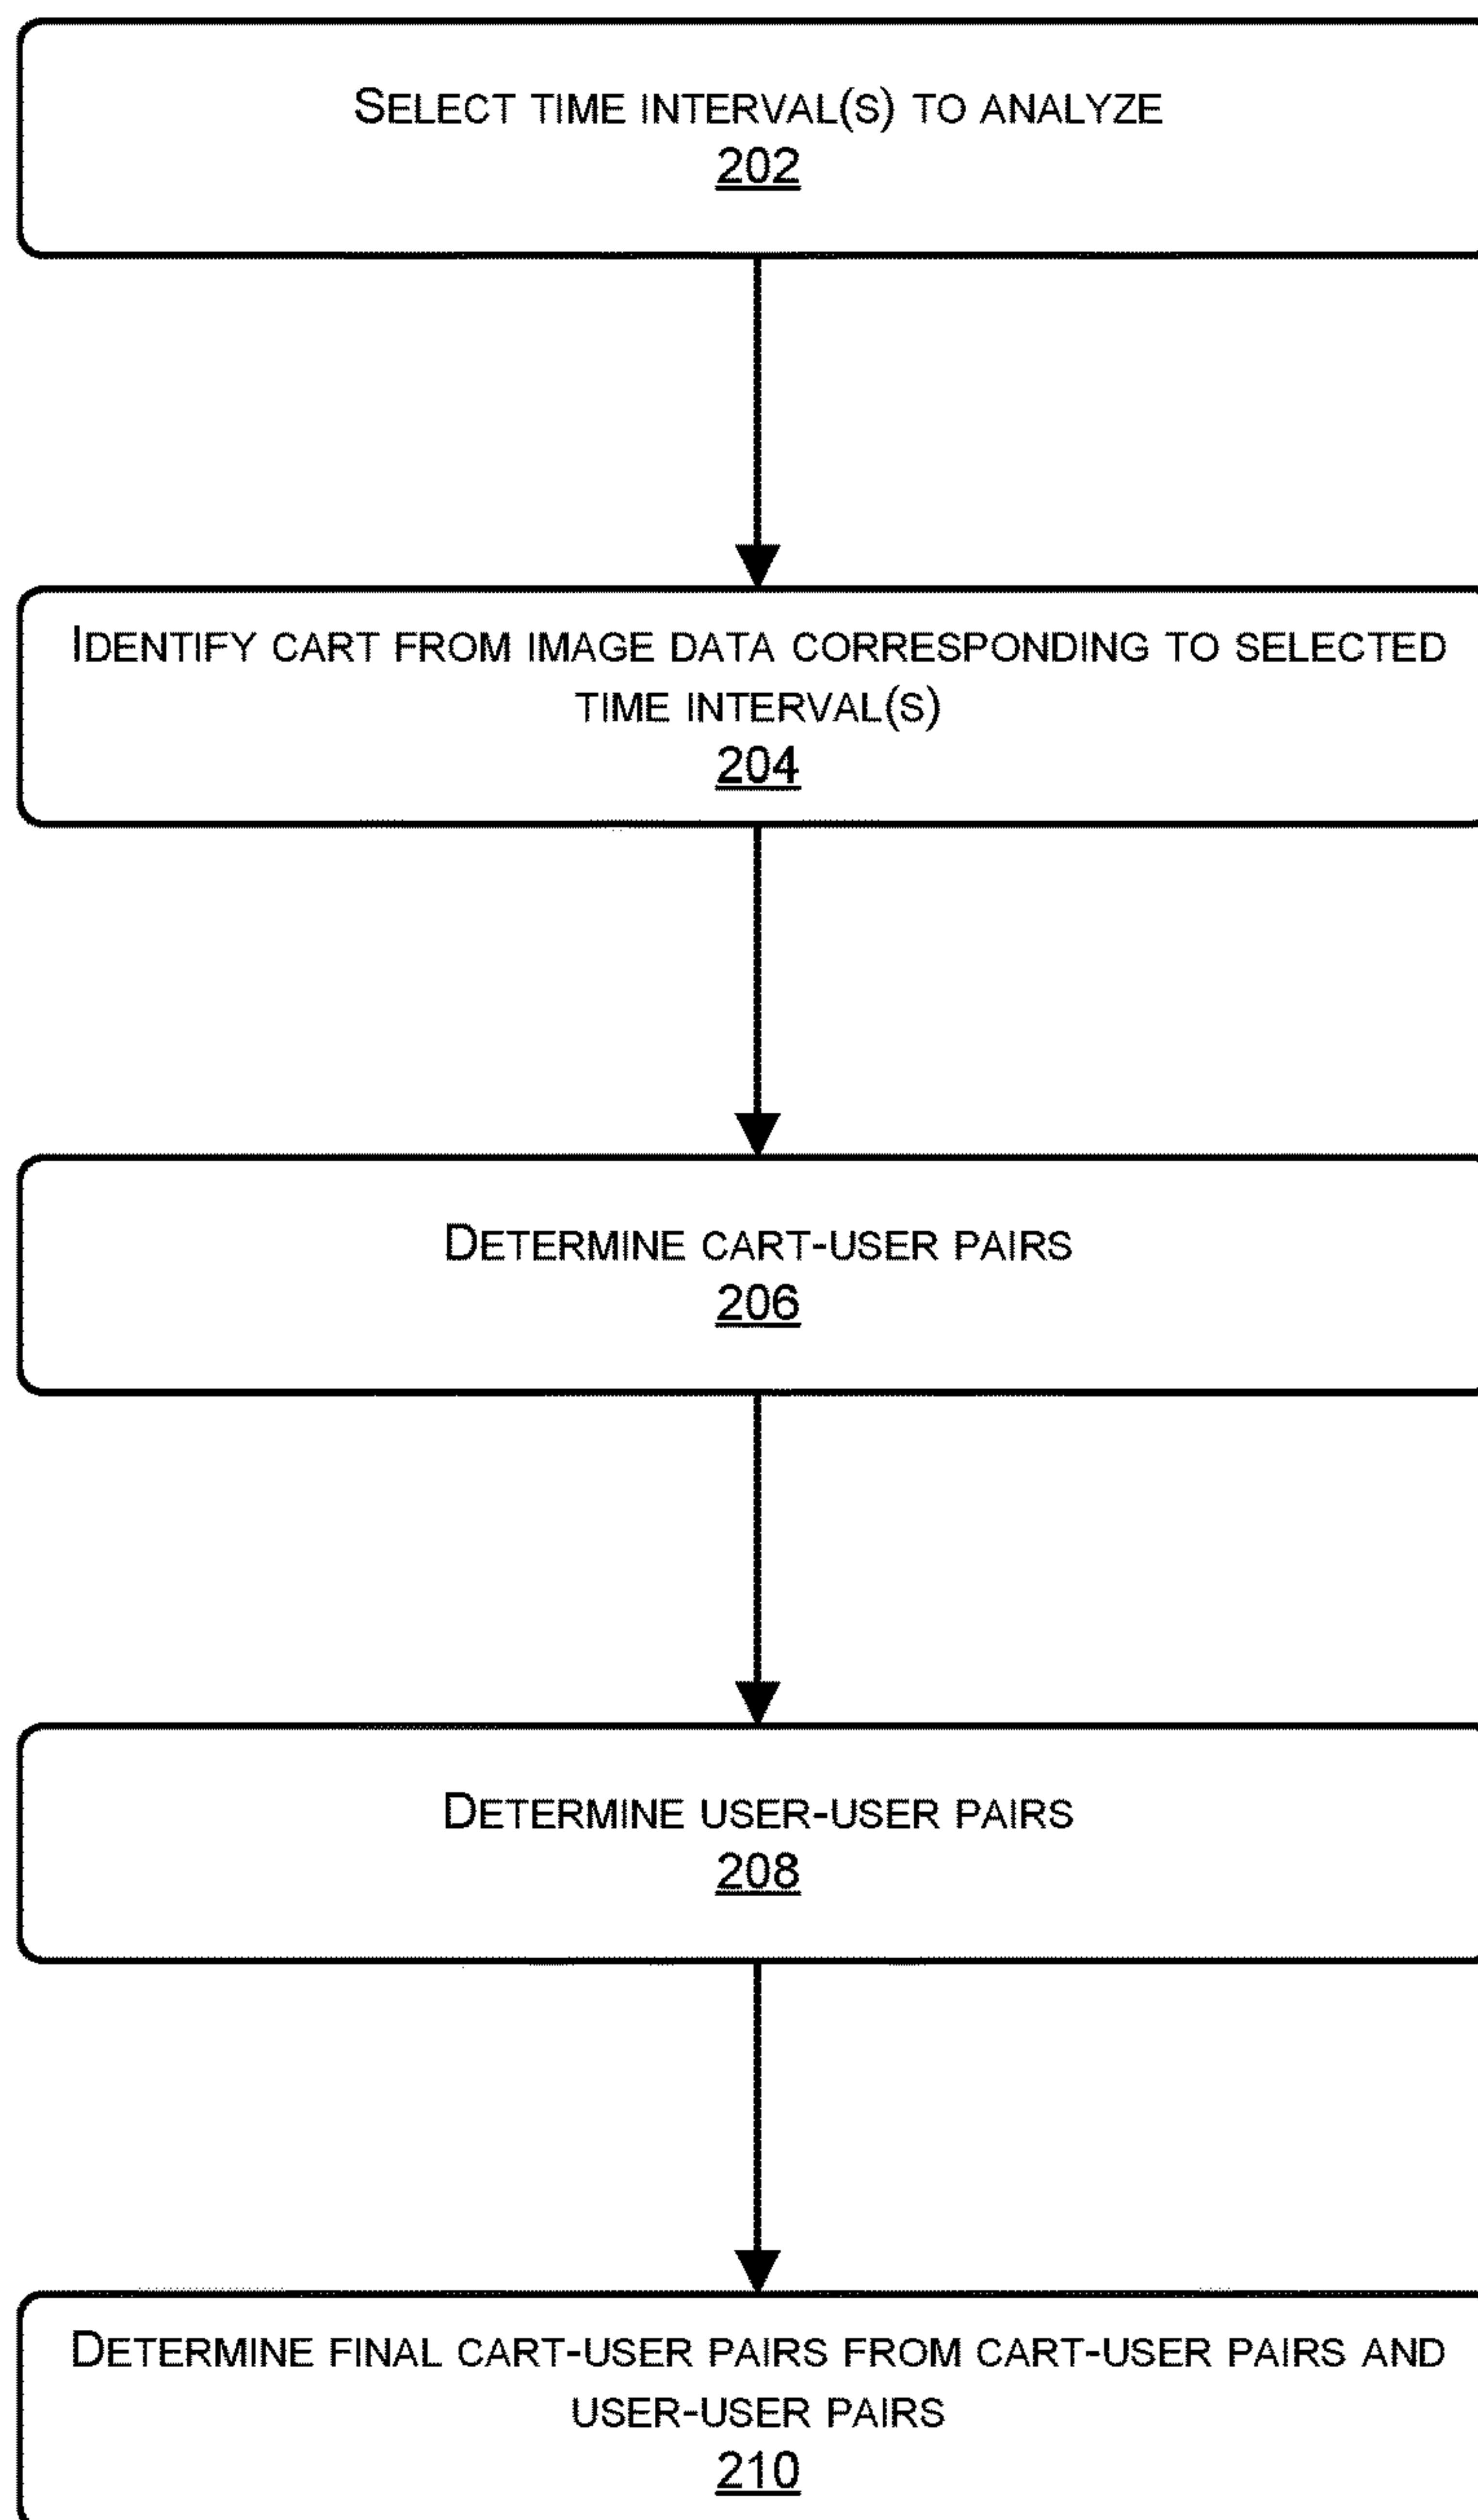 SELECT TIME INTERVAL(S) TO ANALYZE
202
IDENTIFY CART FROM IMAGE DATA CORRESPONDING TO SELECTED
TIME INTERVAL(S)
204
DETERMINE CART-USER PAIRS
206
DETERMINE USER-USER PAIRS
208
DETERMINE FINAL CART-USER PAIRS FROM CART-USER PAIRS AND
USER-USER PAIRS
210